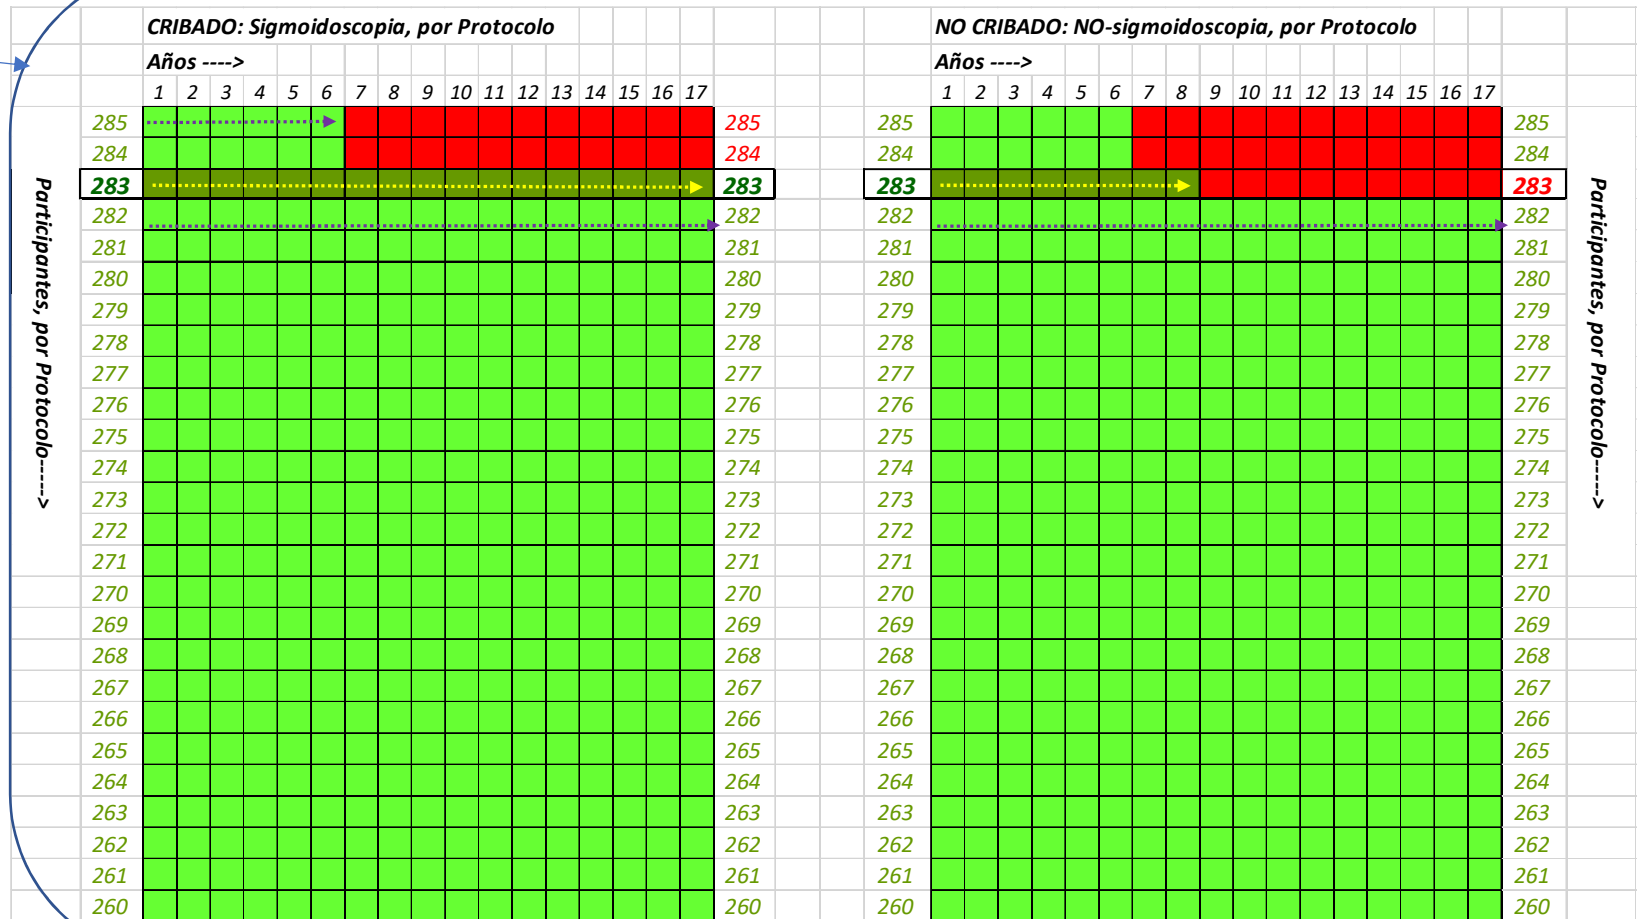 CRIBADO: Sigmoidoscopia, por Protocolo NO CRIBADO: NO-sigmoidoscopia, por Protocolo
Años ----> Años ---->
1 2 3 4 5 6 7 8 9 10 11 12 13 14 15 16 17 1 2 3 4 5 6 7 8 9 10 11 12 13 14 15 16 17
285 285 285 285
284 284 284 284
283 283 283 283
282 282 282 282
281 281 281 281
280 280 280 280
279 279 279 279
278 278 278 278
277 277 277 277
276 276 276 276
275 275 275 275
274 274 274 274
273 273 273 273
272 272 272 272
271 271 271 271
270 270 270 270
269 269 269 269
268 268 268 268
267 267 267 267
266 266 266 266
265 265 265 265
264 264 264 264
263 263 263 263
262 262 262 262
261 261 261 261
260 260 260 260
Participantes, por Protocolo----->
Participantes, por Protocolo----->